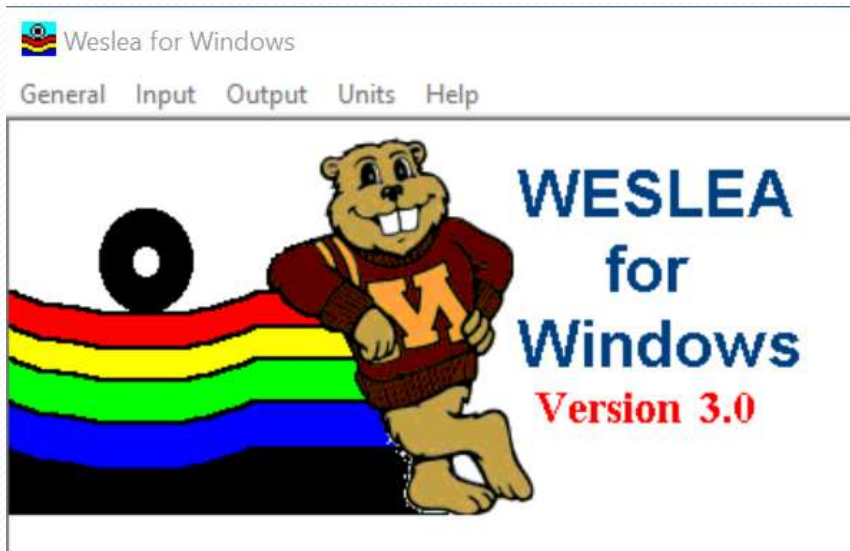 Weslea for Windows
General Input Output Units Help
WESLEA
for
Windows
Version 3.0
M